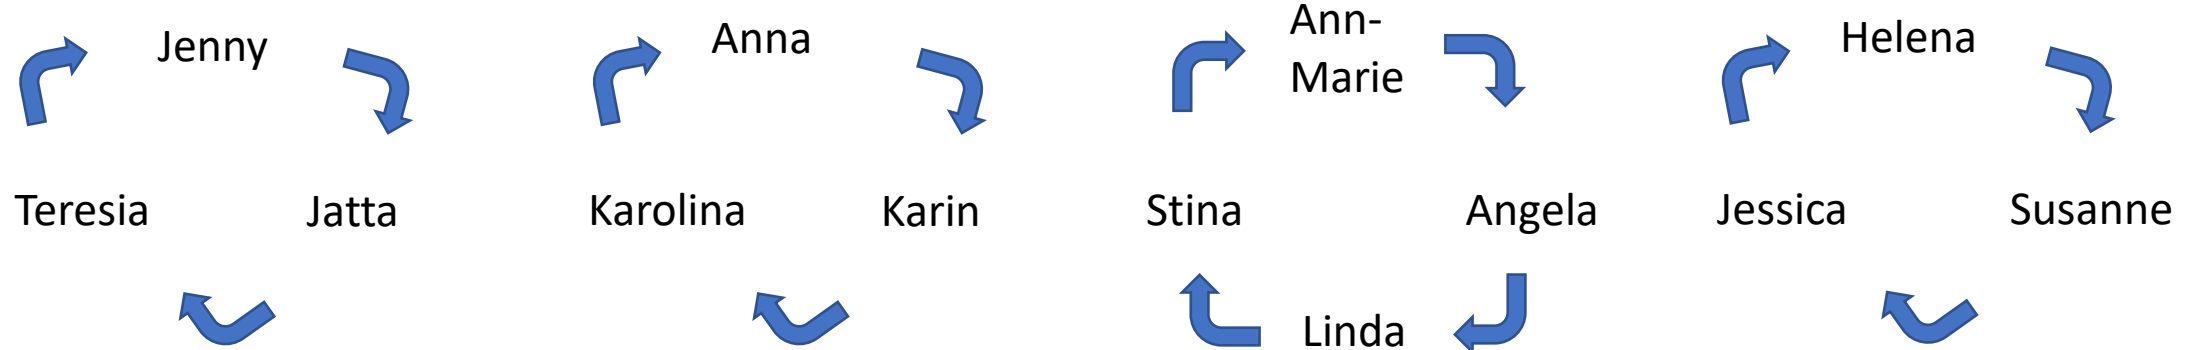 Jenny
Teresia
Jatta
Anna
Karolina
Karin
Ann-
Marie
Stina
Angela
Linda
Helena
Jessica
Susanne